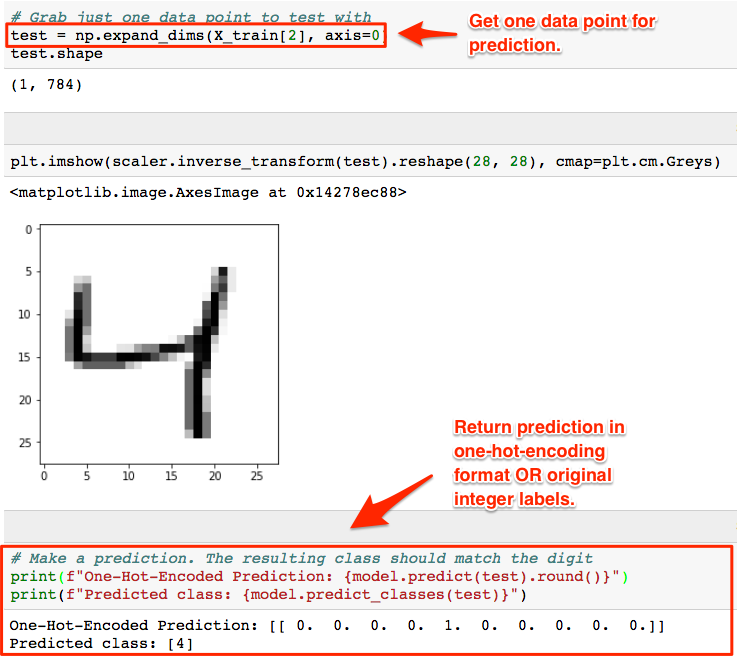 # Grab just one data point to test with
test = np.expand_dims(X_train[2], axis=0)
test.shape
Get one data point for
prediction.
(1, 784)
plt.imshow(scaler.inverse_transform(test).reshape(28, 28), cmap=plt.cm.Greys)
<matplotlib.image.AxesImage at 0x14278ec88>
0
5
10
15
20
25
0 5 10 15 20 25
Return prediction in
one-hot-encoding
format OR original
integer labels.
# Make a prediction. The resulting class should match the digit
print(f"One-Hot-Encoded Prediction: {model.predict(test).round()}")
print(f"Predicted class: {model.predict_classes(test)}")
One-Hot-Encoded Prediction: [[ 0. 0. 0. 0. 1. 0. 0. 0. 0. 0.]]
Predicted class: [4]